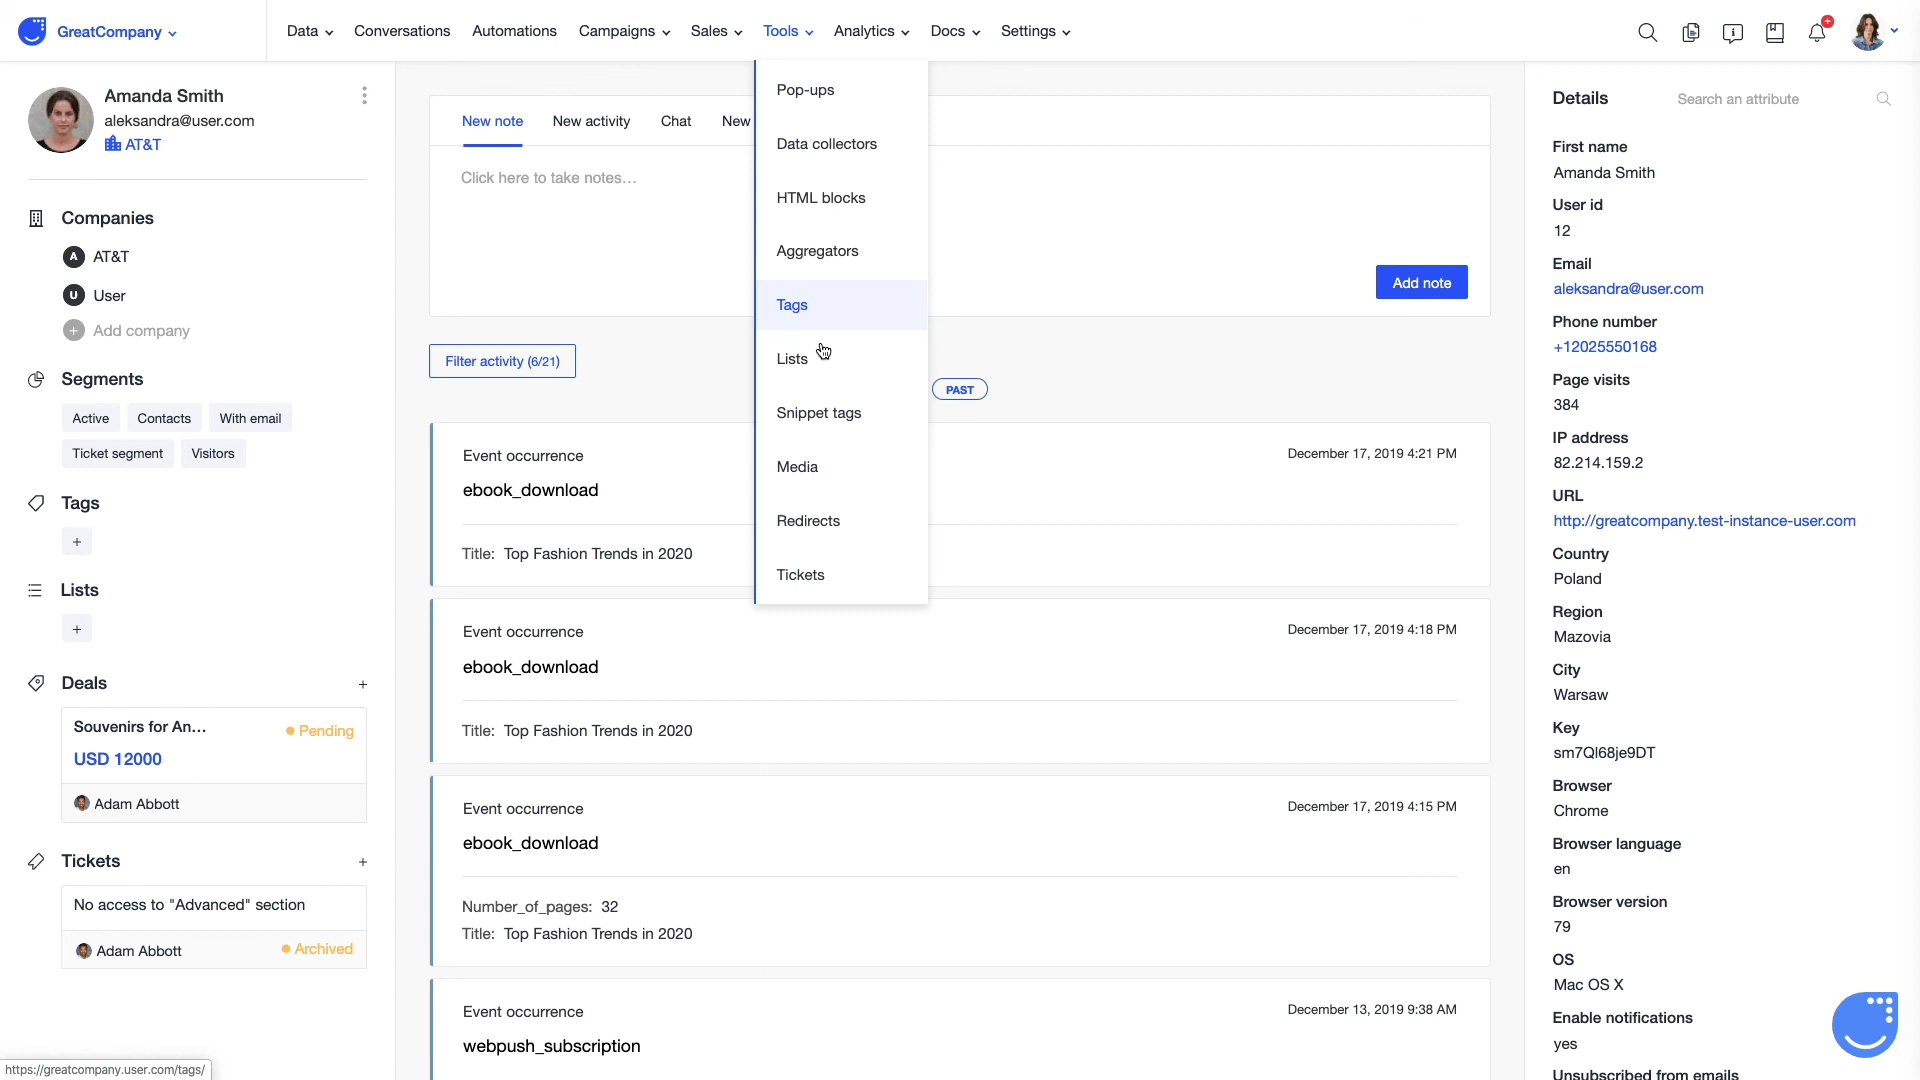 GreatCompany
Data
Conversations
Automations
Campaigns
Sales
Tools
Analytics
Docs
Settings
Amanda Smith
aleksandra@user.com
AT&T
Companies
A AT&T
U User
+ Add company
Segments
Active
Contacts
With email
Ticket segment
Visitors
Tags
+
Lists
+
Deals +
Souvenirs for An...
Pending
USD 12000
Adam Abbott
Tickets +
No access to "Advanced" section
Adam Abbott
Archived
https://greatcompany.user.com/tags/
New note
New activity
Chat
New
Click here to take notes...
Add note
Pop-ups
Data collectors
HTML blocks
Aggregators
Tags
Lists
Snippet tags
Media
Redirects
Tickets
Filter activity (6/21)
PAST
Event occurrence
December 17, 2019 4:21 PM
ebook_download
Title: Top Fashion Trends in 2020
Event occurrence
December 17, 2019 4:18 PM
ebook_download
Title: Top Fashion Trends in 2020
Event occurrence
December 17, 2019 4:15 PM
ebook_download
Number_of_pages: 32
Title: Top Fashion Trends in 2020
Event occurrence
December 13, 2019 9:38 AM
webpush_subscription
Details
Search an attribute
First name
Amanda Smith
User id
12
Email
aleksandra@user.com
Phone number
+12025550168
Page visits
384
IP address
82.214.159.2
URL
http://greatcompany.test-instance-user.com
Country
Poland
Region
Mazovia
City
Warsaw
Key
sm7Ql68je9DT
Browser
Chrome
Browser language
en
Browser version
79
OS
Mac OS X
Enable notifications
yes
Unsubscribed from emails